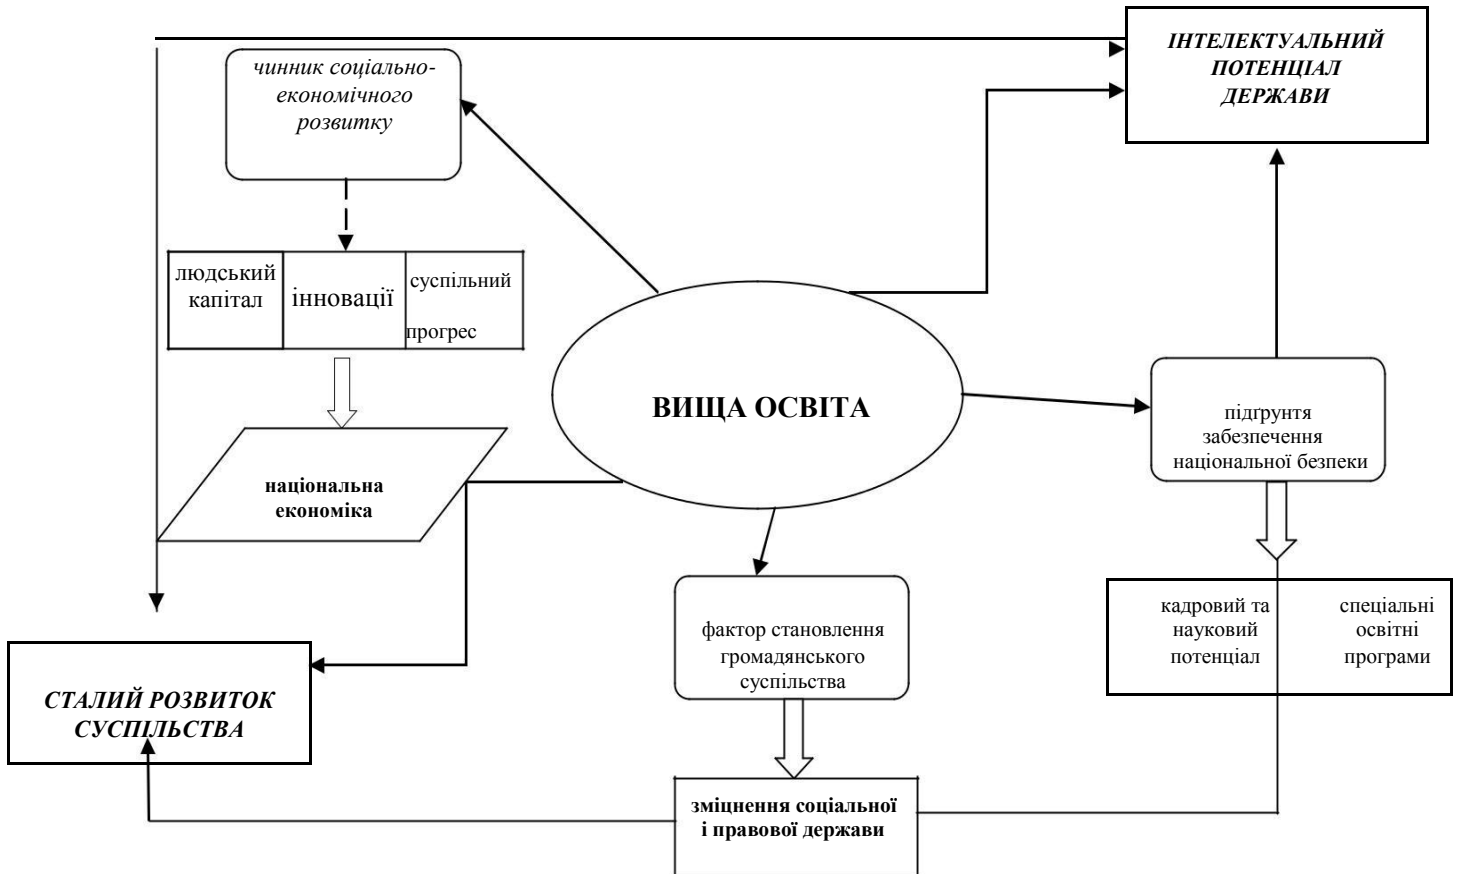 ІНТЕЛЕКТУАЛЬНИЙ
ПОТЕНЦІАЛ
ДЕРЖАВИ
чинник соціально-
економічного
розвитку
людський
капітал
інновації
суспільний
прогрес
ВИЩА ОСВІТА
підґрунтя
забезпечення
національної безпеки
національна
економіка
кадровий та
науковий
потенціал
спеціальні
освітні
програми
фактор становлення
громадянського
суспільства
СТАЛИЙ РОЗВИТОК
СУСПІЛЬСТВА
зміцнення соціальної
і правової держави